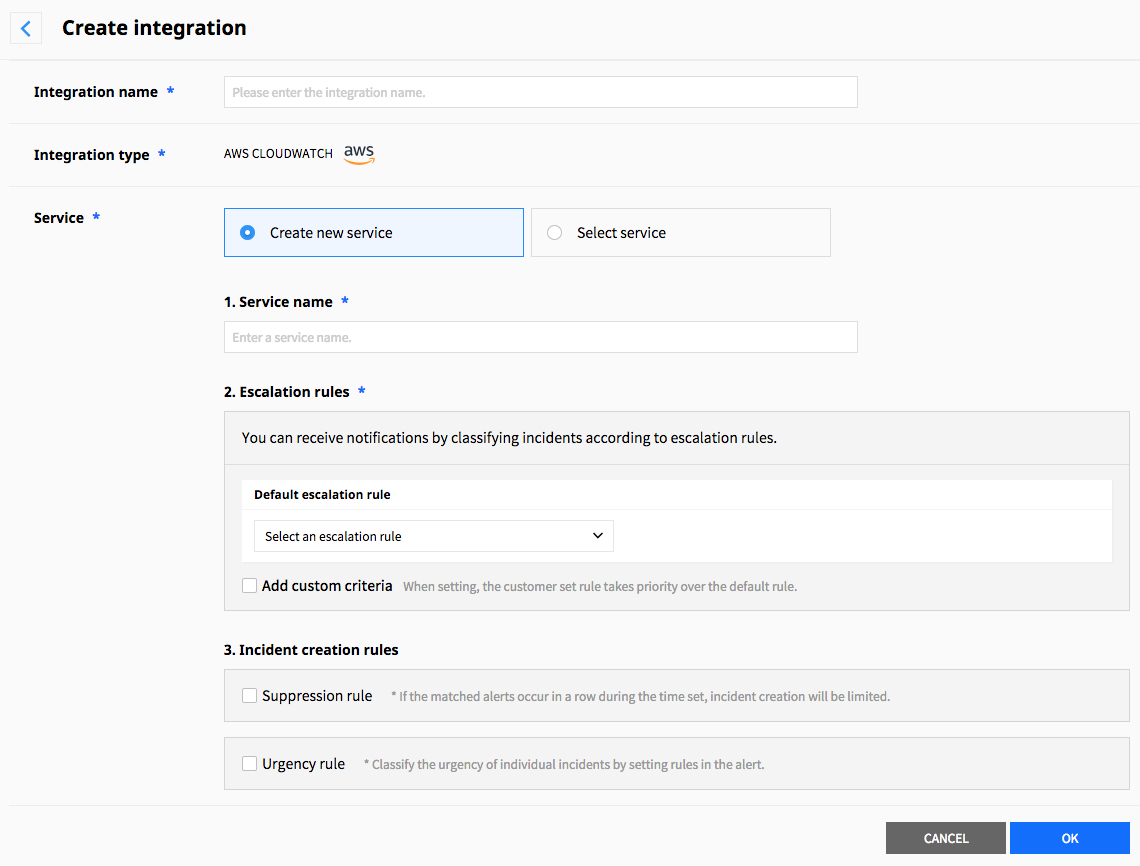 Create integration
Integration name *
Please enter the integration name.
Integration type *
AWS CLOUDWATCH aws
Service *
Create new service
Select service
1. Service name *
Enter a service name.
2. Escalation rules *
You can receive notifications by classifying incidents according to escalation rules.
Default escalation rule
Select an escalation rule
Add custom criteria When setting, the customer set rule takes priority over the default rule.
3. Incident creation rules
Suppression rule * If the matched alerts occur in a row during the time set, incident creation will be limited.
Urgency rule * Classify the urgency of individual incidents by setting rules in the alert.
CANCEL
OK